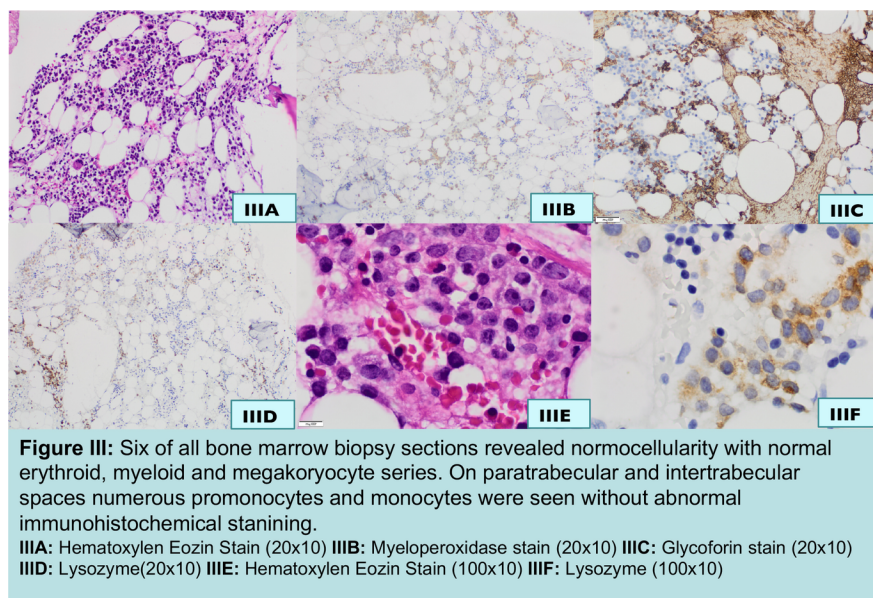 IIIA
IIIB
IIIC
IIID
IIIE
IIIF
Figure III: Six of all bone marrow biopsy sections revealed normocellularity with normal
erythroid, myeloid and megakoryocyte series. On paratrabecular and intertrabecular
spaces numerous promonocytes and monocytes were seen without abnormal
immunohistochemical stanining.
IIIA: Hematoxylen Eozin Stain (20x10) IIIB: Myeloperoxidase stain (20x10) IIIC: Glycoforin stain (20x10)
IIID: Lysozyme(20x10) IIIE: Hematoxylen Eozin Stain (100x10) IIIF: Lysozyme (100x10)